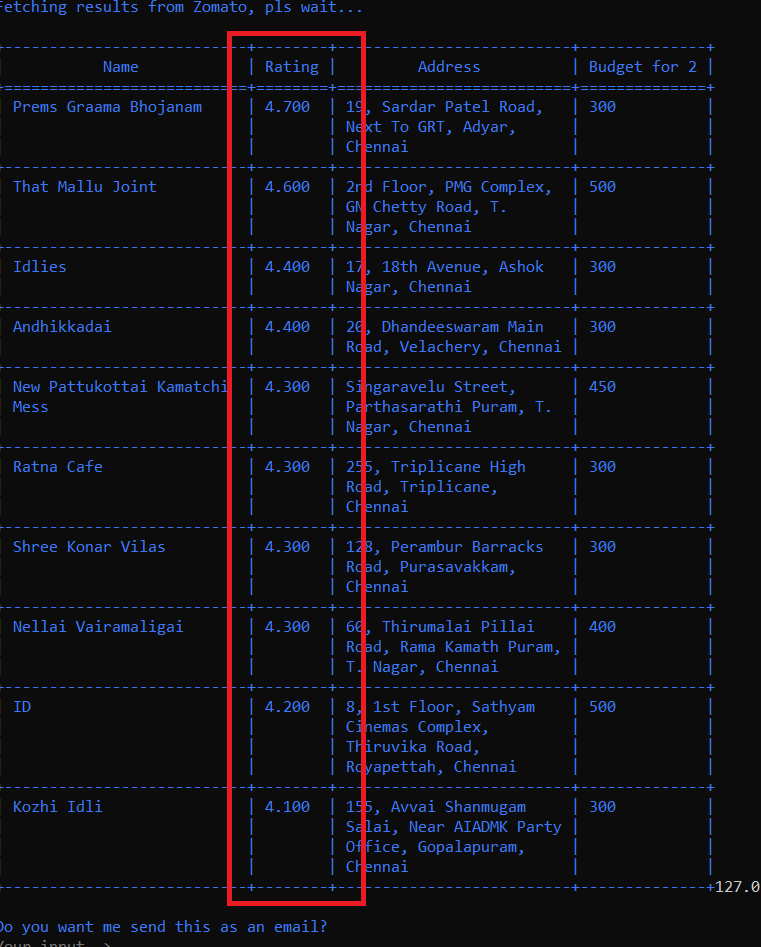 Fetching results from Zomato, pls wait...
Name | Rating | Address | Budget for 2
Prems Graama Bhojanam | 4.700 | 19, Sardar Patel Road, | 300
Next To GRT, Adyar,
Chennai
That Mallu Joint | 4.600 | 2nd Floor, PMG Complex, | 500
GN Chetty Road, T.
Nagar, Chennai
Idlies | 4.400 | 17, 18th Avenue, Ashok | 300
Nagar, Chennai
Andhikkadai | 4.400 | 20, Dhandeeswaram Main | 300
Road, Velachery, Chennai
New Pattukottai Kamatchi | 4.300 | Singaravelu Street, | 450
Mess | Parthasarathi Puram, T.
Nagar, Chennai
Ratna Cafe | 4.300 | 255, Triplicane High | 300
Road, Triplicane,
Chennai
Shree Konar Vilas | 4.300 | 128, Perambur Barracks | 300
Road, Purasavakkam,
Chennai
Nellai Vairamaligai | 4.300 | 60, Thirumalai Pillai | 400
Road, Rama Kamath Puram,
T. Nagar, Chennai
ID | 4.200 | 8, 1st Floor, Sathyam | 500
Cinemas Complex,
Thiruvika Road,
Royapettah, Chennai
Kozhi Idli | 4.100 | 155, Avvai Shanmugam | 300
Salai, Near AIADMK Party
Office, Gopalapuram,
Chennai
127.0
Do you want me send this as an email?
Your input ->